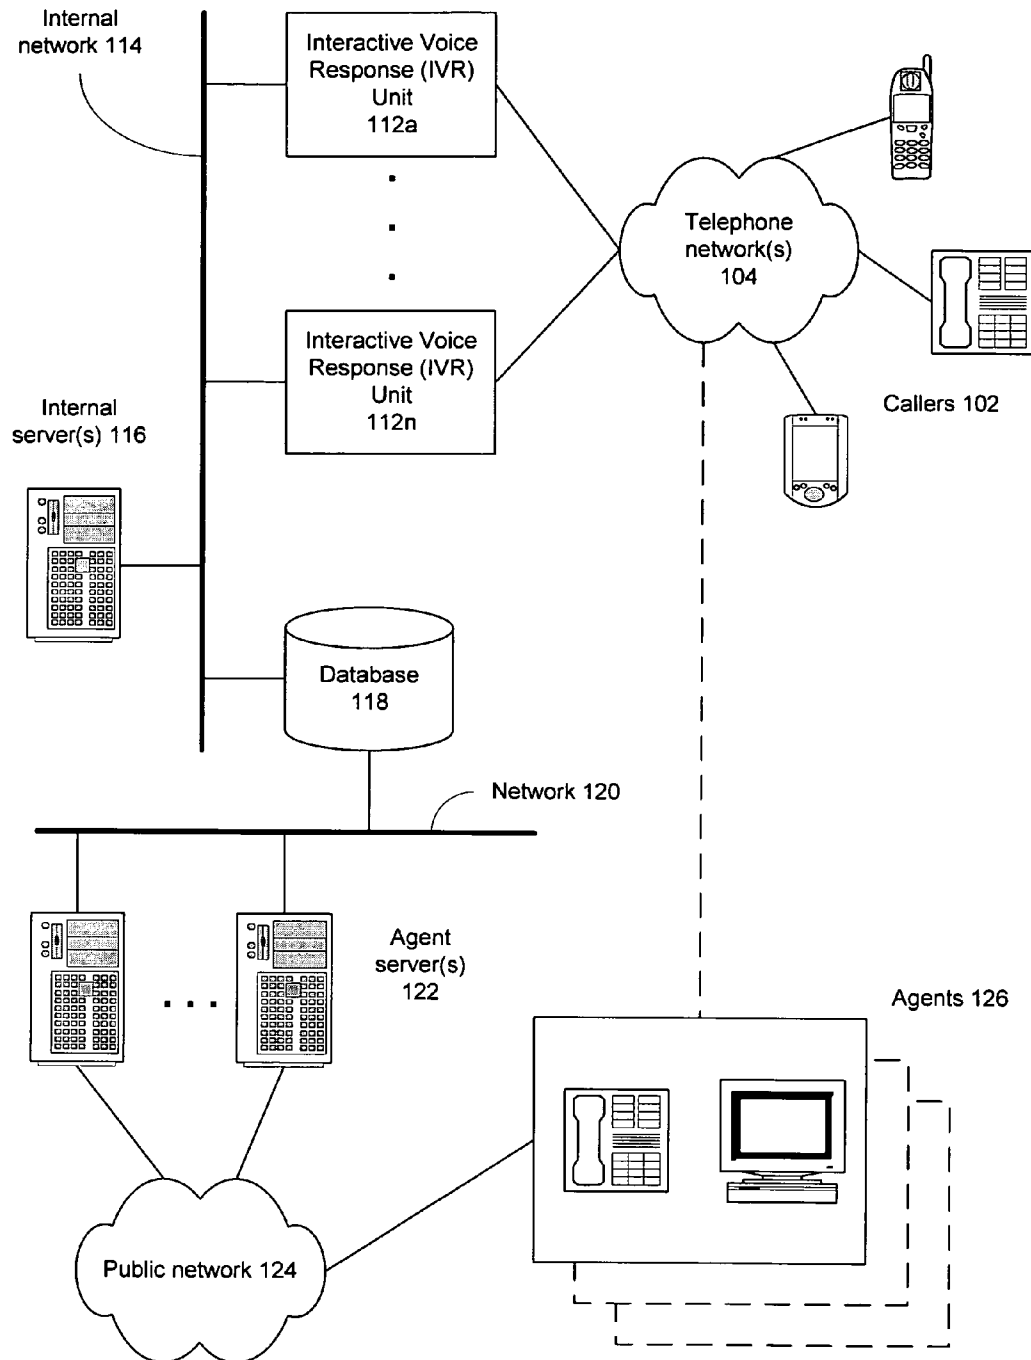 Internal
network 114
Interactive Voice
Response (IVR)
Unit
112a
Telephone
network(s)
104
Interactive Voice
Response (IVR)
Unit
112n
Callers 102
Internal
server(s) 116
Database
118
Network 120
Agent
server(s)
122
Agents 126
Public network 124